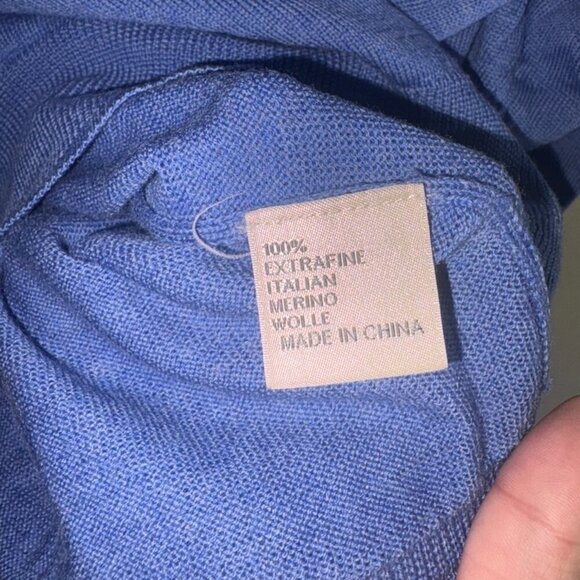 100%
EXTRAFINE
ITALIAN
MERINO
WOLLE
MADE IN CHINA